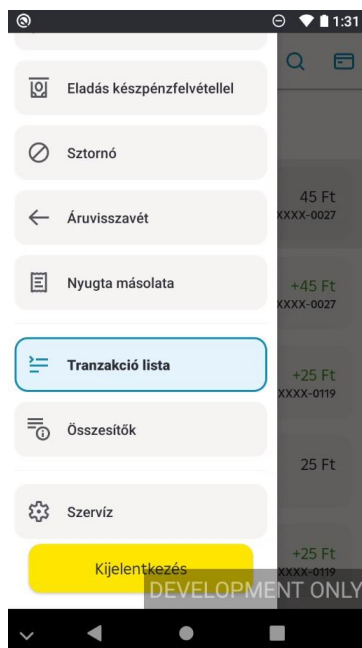 1:31
Eladás készpénzfelvétellel
Sztornó
45 Ft
XXXX-0027
Áruvisszavét
+45 Ft
XXXX-0027
Nyugta másolata
Tranzakció lista
+25 Ft
XXXX-0119
Összesítők
25 Ft
Szervíz
Kijelentkezés
+25 Ft
XXXX-0119
DEVELOPMENT ONLY